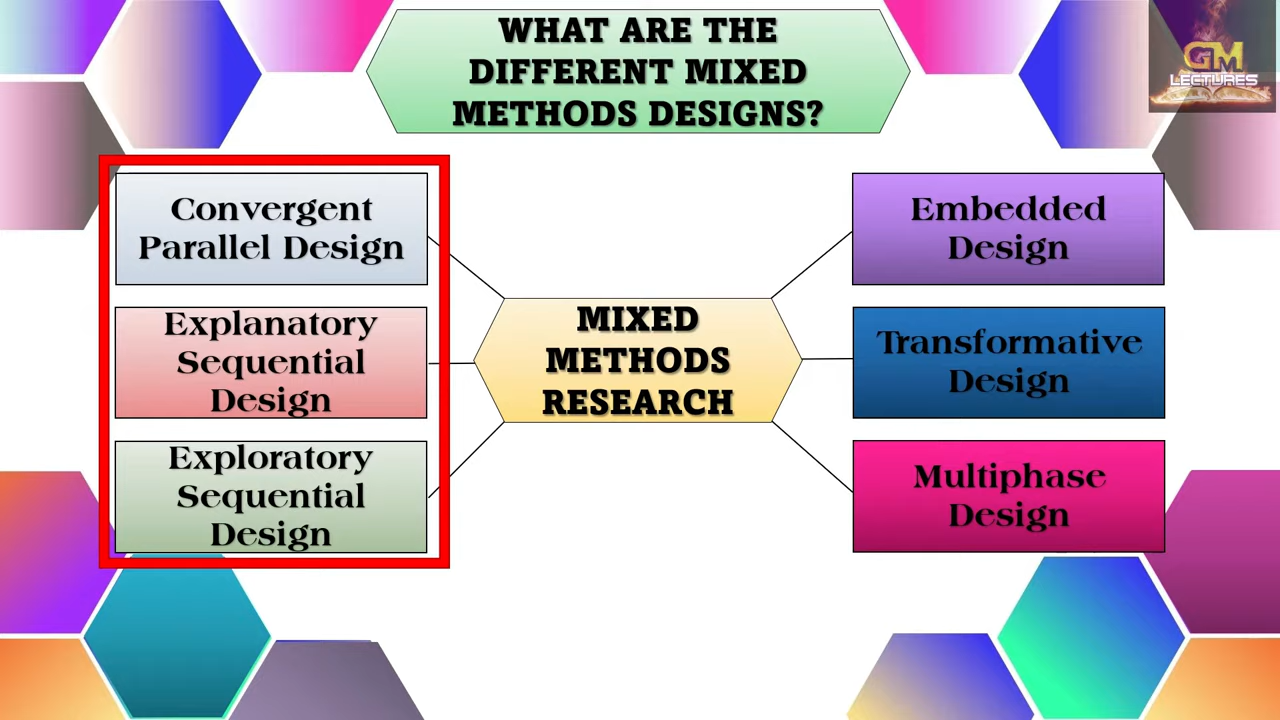 WHAT ARE THE
DIFFERENT MIXED
METHODS DESIGNS?
GM
LECTURES
Convergent
Parallel Design
Explanatory
Sequential
Design
Exploratory
Sequential
Design
MIXED
METHODS
RESEARCH
Embedded
Design
Transformative
Design
Multiphase
Design